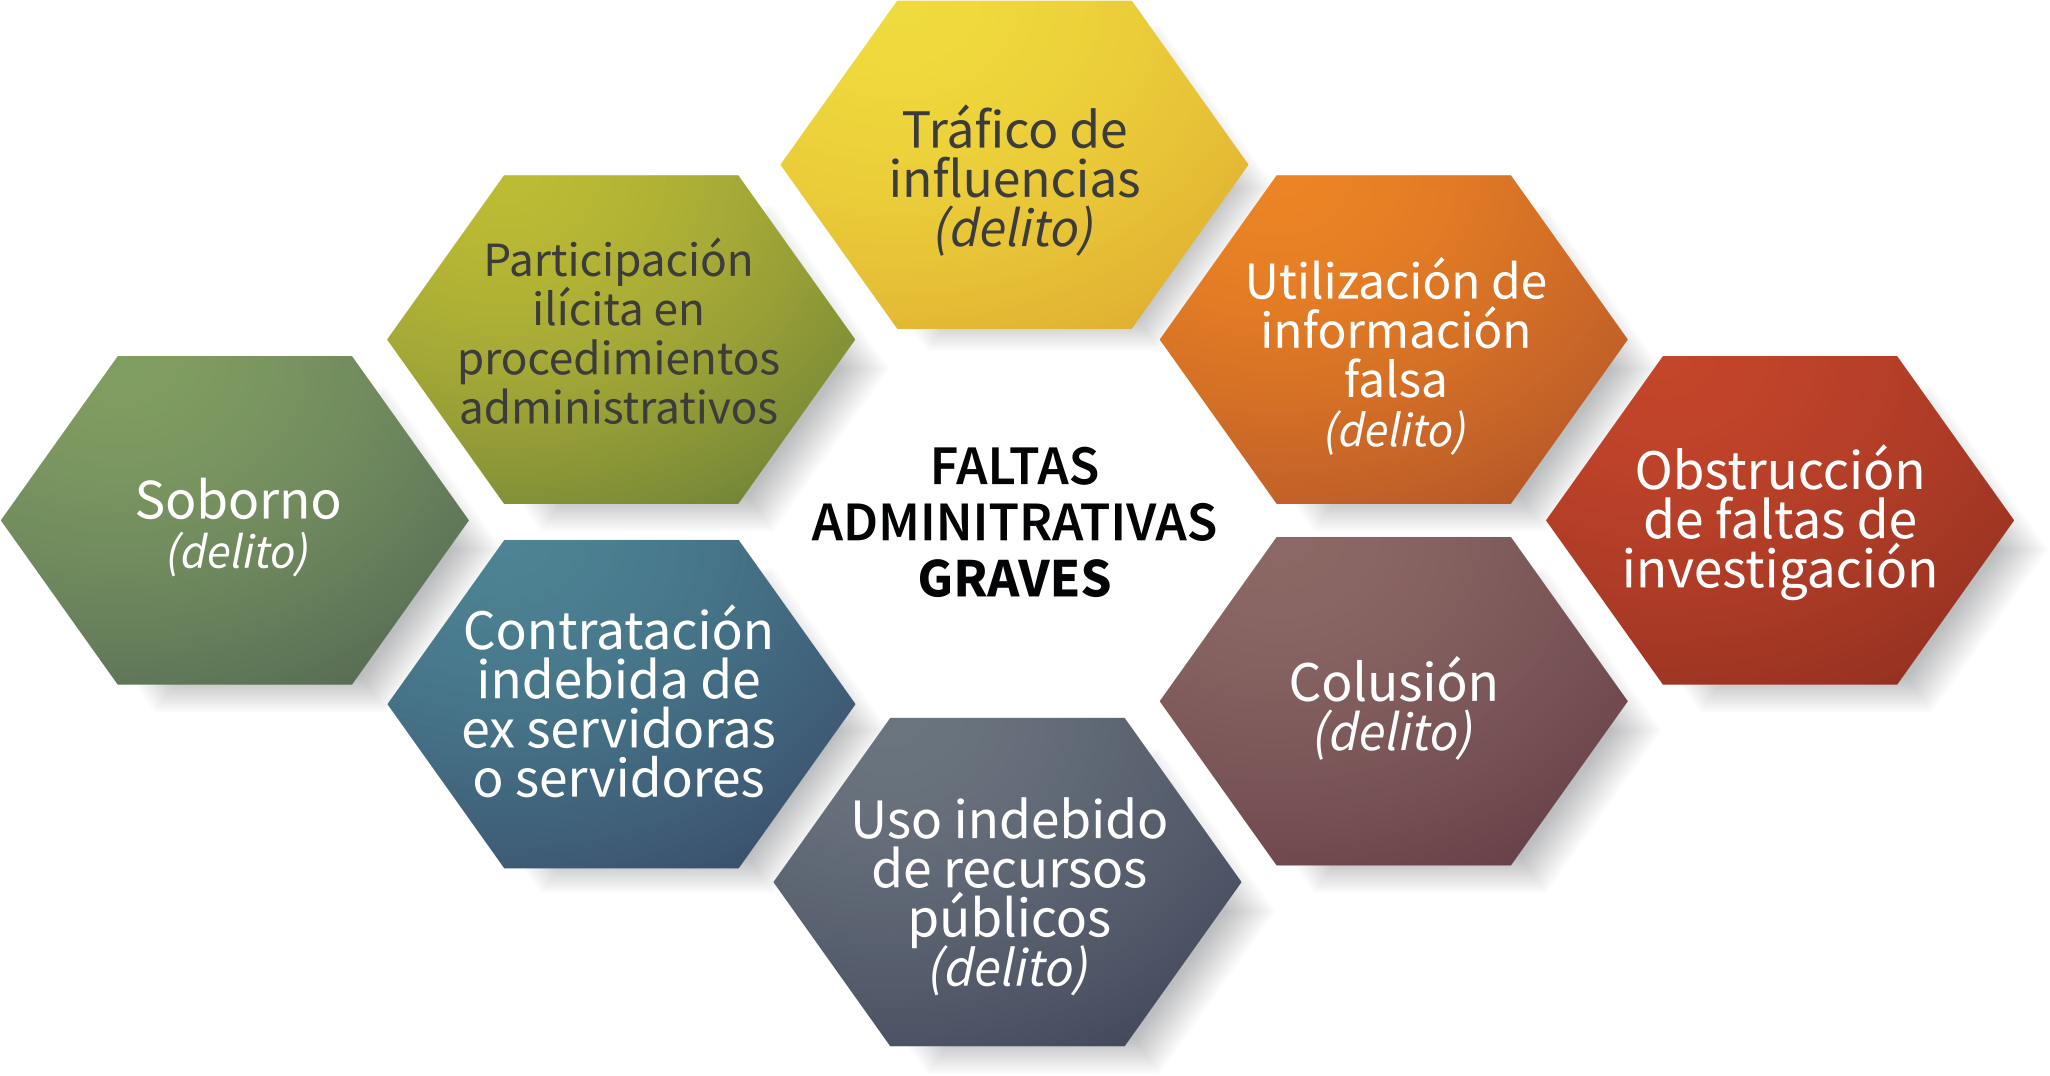 Tráfico de
influencias
(delito)
Participación
ilícita en
procedimientos
administrativos
Utilización de
información
falsa
(delito)
Soborno
(delito)
FALTAS
ADMINITRATIVAS
GRAVES
Obstrucción
de faltas de
investigación
Contratación
indebida de
ex servidoras
o servidores
Colusión
(delito)
Uso indebido
de recursos
públicos
(delito)